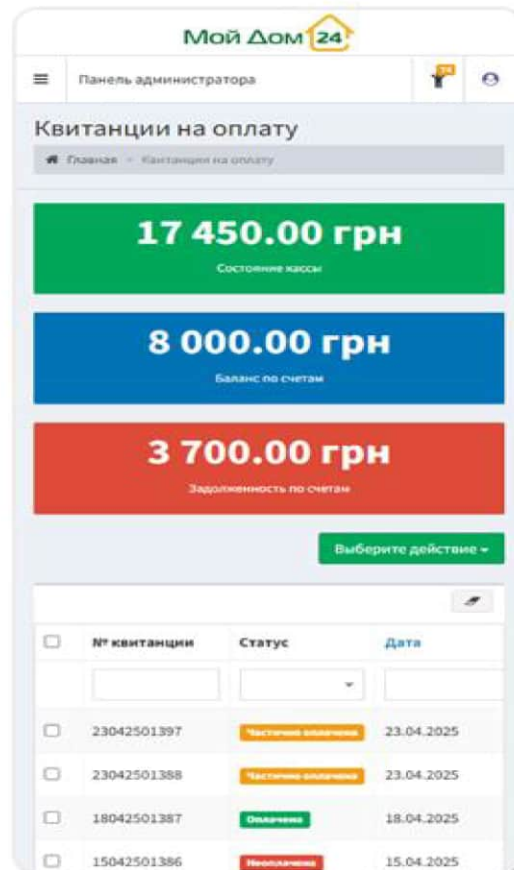 Мой Дом 24
Панель администратора
24
Квитанции на оплату
Главная > Квитанции на оплату
17 450.00 грн
Состояние кассы
8 000.00 грн
Баланс по счетам
3 700.00 грн
Задолженность по счетам
Выберите действие
№ квитанции Статус Дата
23042501397 Частично оплачена 23.04.2025
23042501388 Частично оплачена 23.04.2025
18042501387 Оплачена 18.04.2025
15042501386 Неоплачена 15.04.2025